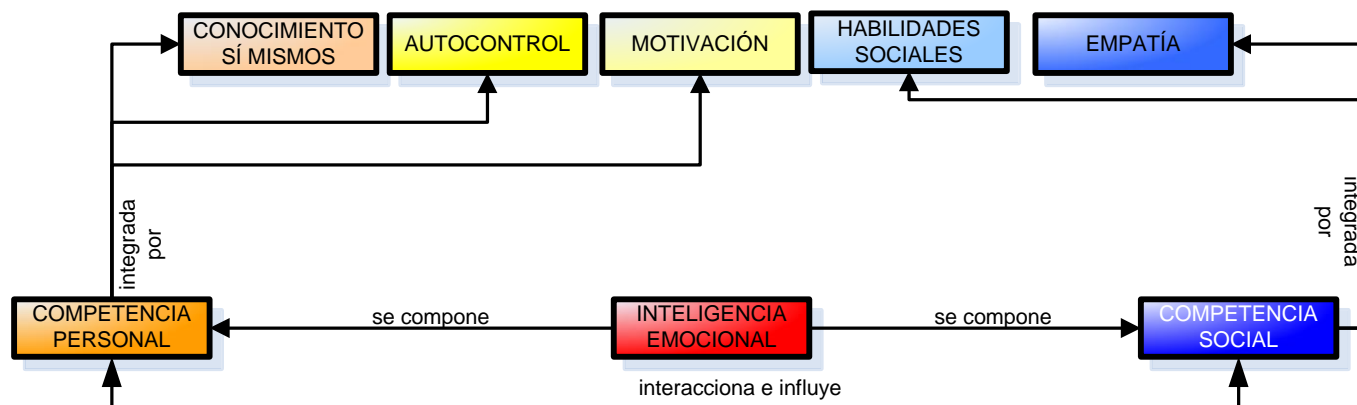 CONOCIMIENTO
SÍ MISMOS
AUTOCONTROL
MOTIVACIÓN
HABILIDADES
SOCIALES
EMPATÍA
integrada
por
integrada
por
COMPETENCIA
PERSONAL
se compone
INTELIGENCIA
EMOCIONAL
se compone
COMPETENCIA
SOCIAL
interacciona e influye